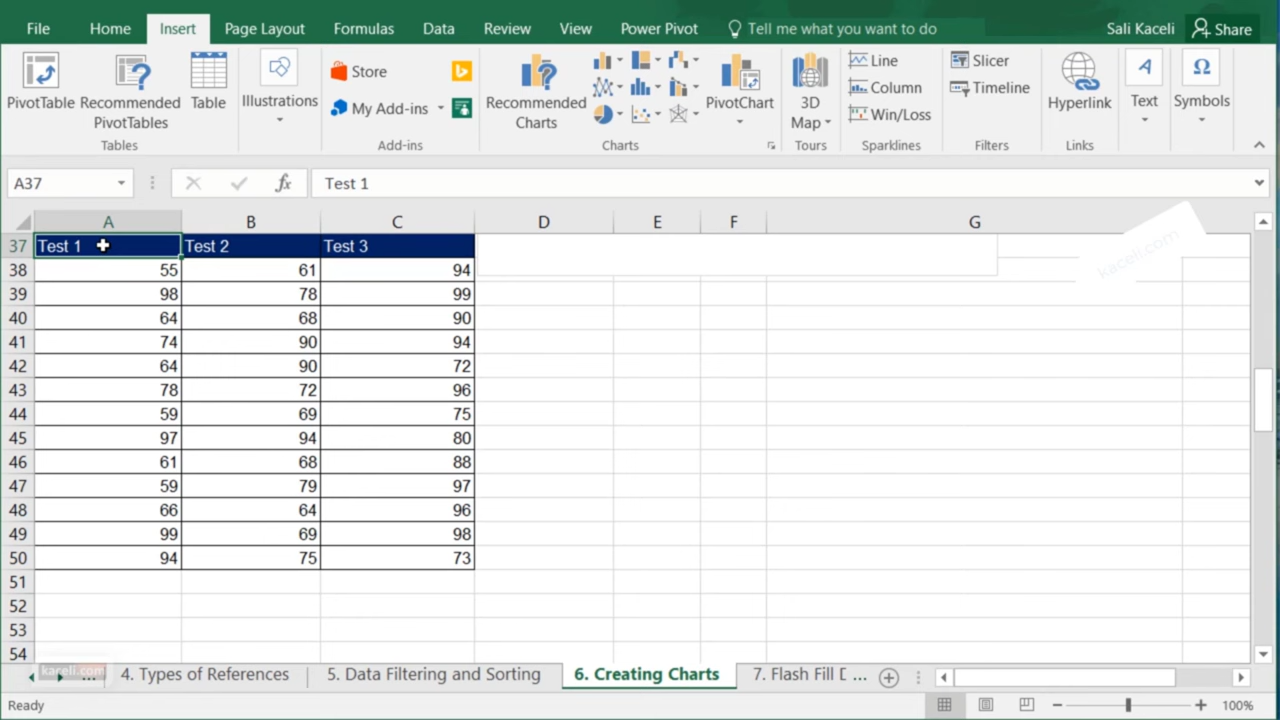 File Home Insert Page Layout Formulas Data Review View Power Pivot Tell me what you want to do Sali Kaceli Share
PivotTable Recommended PivotTables Table Illustrations
Tables
Store
My Add-ins
Add-ins
Recommended Charts PivotChart
Charts
3D Map
Tours
Line
Column
Win/Loss
Sparklines
Slicer
Timeline
Filters
Hyperlink
Links
A Text
Ω Symbols
A37 fx Test 1
A B C D E F G
37 Test 1 Test 2 Test 3
kaceli.com
38 55 61 94
39 98 78 99
40 64 68 90
41 74 90 94
42 64 90 72
43 78 72 96
44 59 69 75
45 97 94 80
46 61 68 88
47 59 79 97
48 66 64 96
49 99 69 98
50 94 75 73
51
52
53
54
kaceli.com
... 4. Types of References 5. Data Filtering and Sorting 6. Creating Charts 7. Flash Fill D ...
Ready 100%